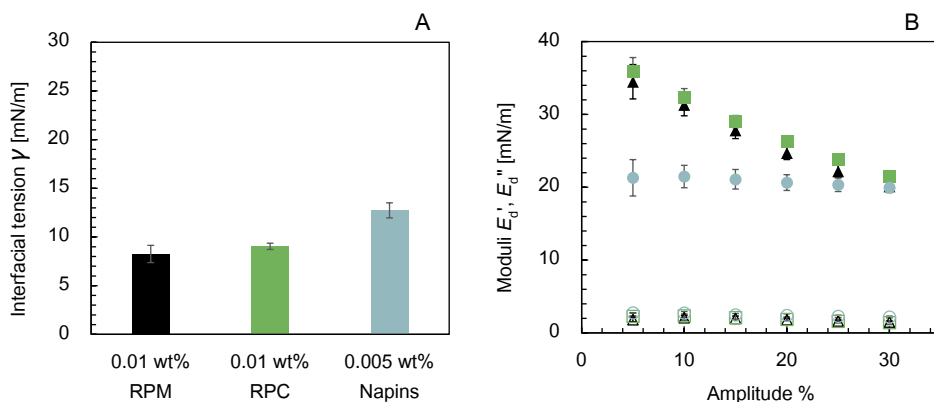 A
Interfacial tension γ [mN/m]
30
25
20
15
10
5
0
0.01 wt% 0.01 wt% 0.005 wt%
RPM RPC Napins
B
Moduli E_d', E_d'' [mN/m]
40
30
20
10
0
0 10 20 30
Amplitude %